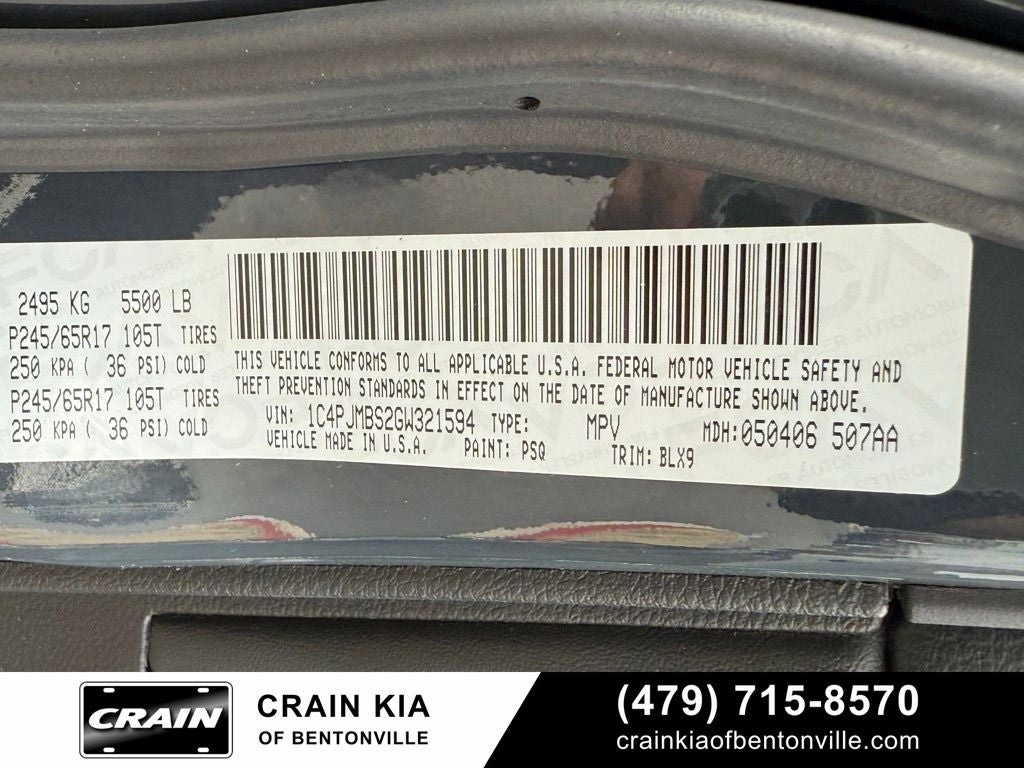 2495 KG 5500 LB
P245/65R17 105T TIRES
250 KPA ( 36 PSI) COLD
P245/65R17 105T TIRES
250 KPA ( 36 PSI) COLD
THIS VEHICLE CONFORMS TO ALL APPLICABLE U.S.A. FEDERAL MOTOR VEHICLE SAFETY AND
THEFT PREVENTION STANDARDS IN EFFECT ON THE DATE OF MANUFACTURE SHOWN ABOVE.
VIN: 1C4PJMBS2GW321594 TYPE: MPV MDH:050406 507AA
VEHICLE MADE IN U.S.A. PAINT: PSQ TRIM: BLX9
CRAIN
CRAIN KIA
OF BENTONVILLE
(479) 715-8570
crainkiaofbentonville.com